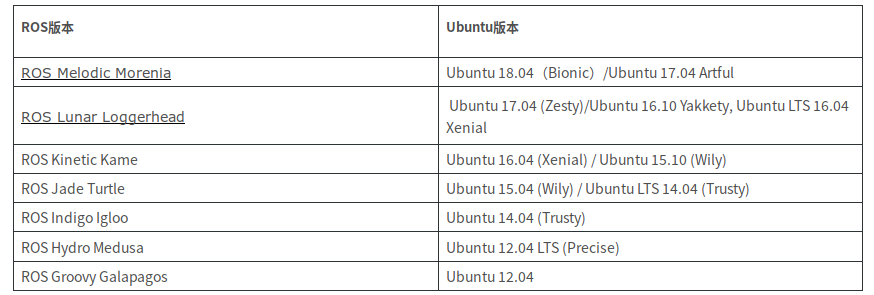 ROS版本 Ubuntu版本
ROS Melodic Morenia Ubuntu 18.04（Bionic）/Ubuntu 17.04 Artful
ROS Lunar Loggerhead Ubuntu 17.04 (Zesty)/Ubuntu 16.10 Yakkety, Ubuntu LTS 16.04
Xenial
ROS Kinetic Kame Ubuntu 16.04 (Xenial) / Ubuntu 15.10 (Wily)
ROS Jade Turtle Ubuntu 15.04 (Wily) / Ubuntu LTS 14.04 (Trusty)
ROS Indigo Igloo Ubuntu 14.04 (Trusty)
ROS Hydro Medusa Ubuntu 12.04 LTS (Precise)
ROS Groovy Galapagos Ubuntu 12.04